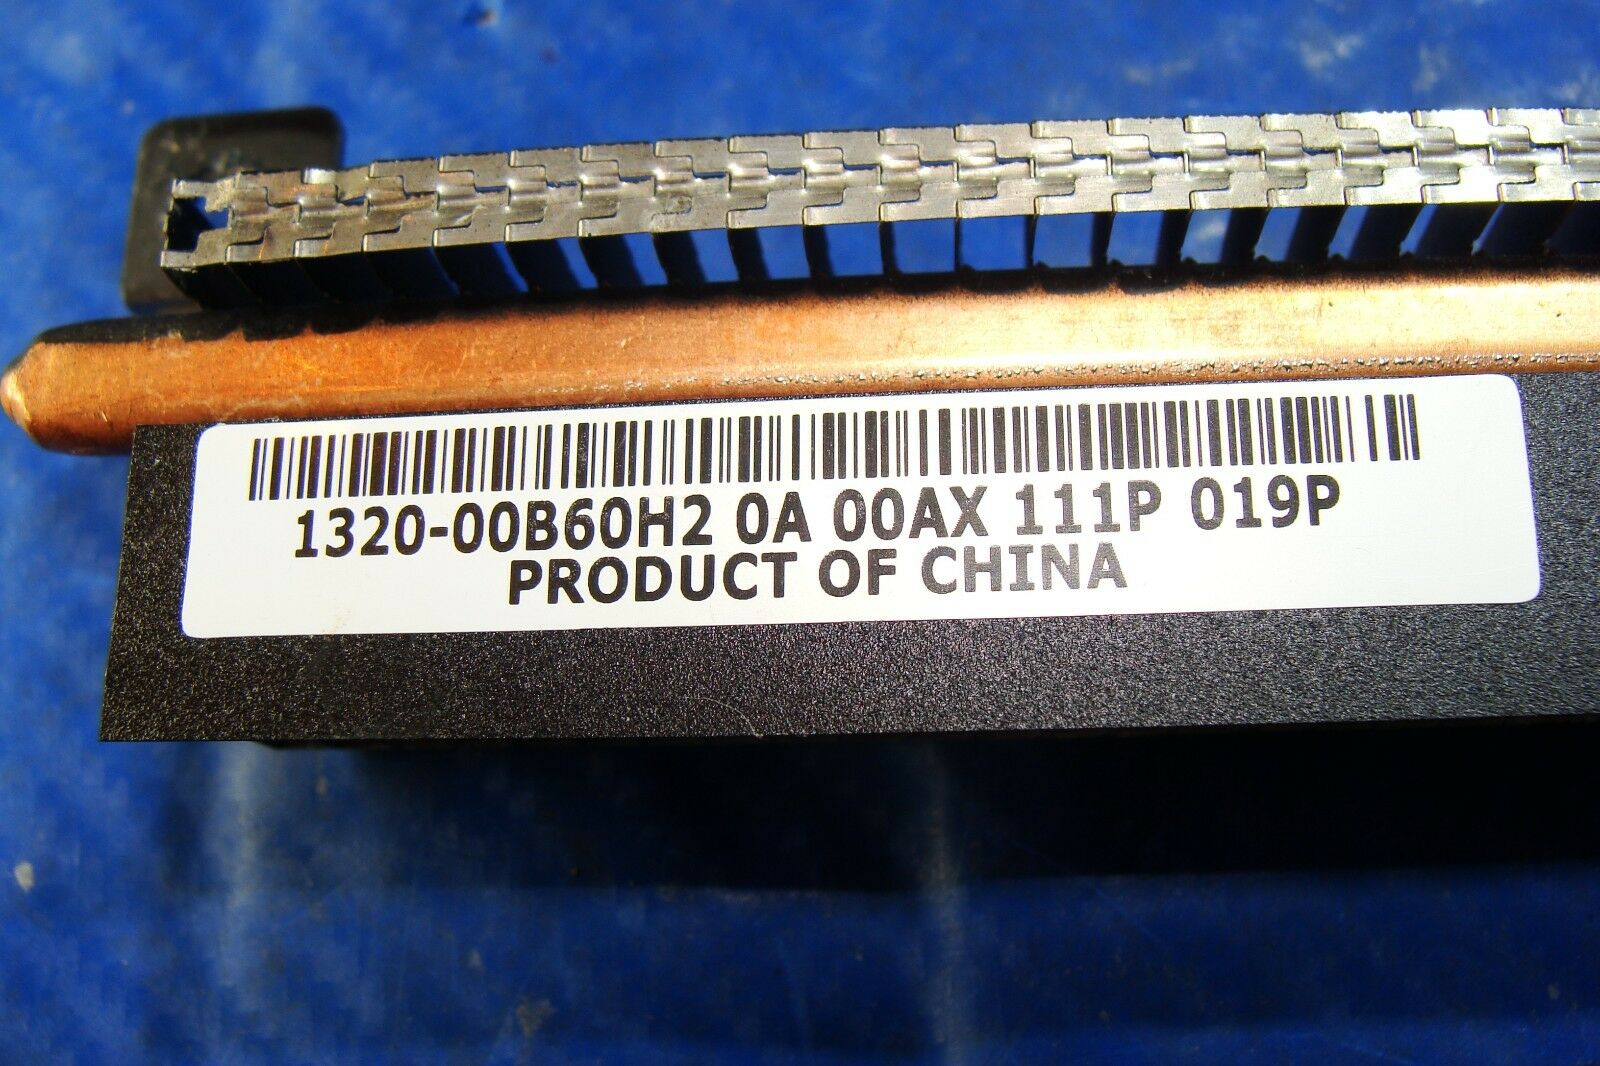 1320-00B60H2 0A 00AX 111P 019P
PRODUCT OF CHINA